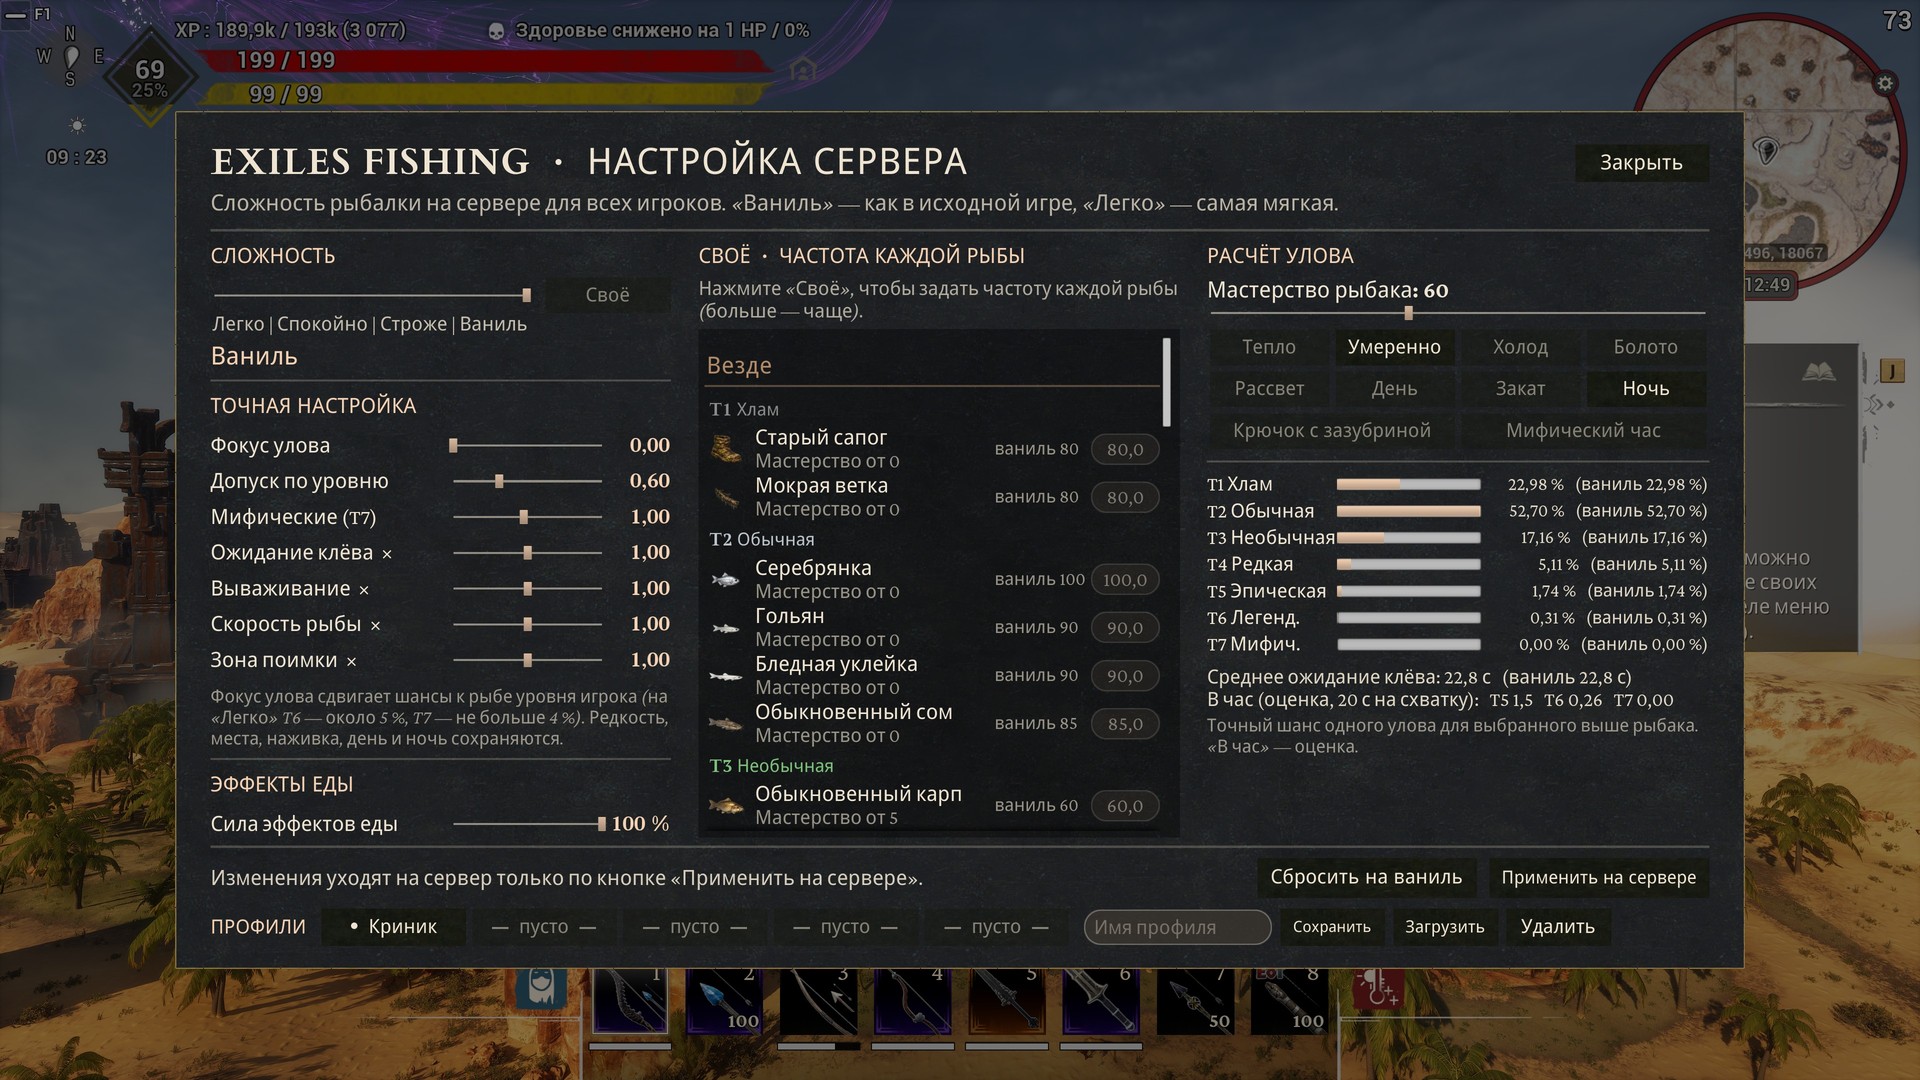 F1
N
W E
S
XP : 189,9k / 193k (3 077)
Здоровье снижено на 1 HP / 0%
73
69
25%
199 / 199
99 / 99
09 : 23
EXILES FISHING · НАСТРОЙКА СЕРВЕРА
Закрыть
Сложность рыбалки на сервере для всех игроков. «Ваниль» — как в исходной игре, «Легко» — самая мягкая.
СЛОЖНОСТЬ
Своё
Легко | Спокойно | Строже | Ваниль
Ваниль
ТОЧНАЯ НАСТРОЙКА
Фокус улова 0,00
Допуск по уровню 0,60
Мифические (T7) 1,00
Ожидание клёва × 1,00
Вываживание × 1,00
Скорость рыбы × 1,00
Зона поимки × 1,00
Фокус улова сдвигает шансы к рыбе уровня игрока (на
«Легко» T6 — около 5 %, T7 — не больше 4 %). Редкость,
места, наживка, день и ночь сохраняются.
ЭФФЕКТЫ ЕДЫ
Сила эффектов еды 100 %
СВОЁ · ЧАСТОТА КАЖДОЙ РЫБЫ
Нажмите «Своё», чтобы задать частоту каждой рыбы
(больше — чаще).
Везде
T1 Хлам
Старый сапог
Мастерство от 0
ваниль 80 80,0
Мокрая ветка
Мастерство от 0
ваниль 80 80,0
T2 Обычная
Серебрянка
Мастерство от 0
ваниль 100 100,0
Гольян
Мастерство от 0
ваниль 90 90,0
Бледная уклейка
Мастерство от 0
ваниль 90 90,0
Обыкновенный сом
Мастерство от 0
ваниль 85 85,0
T3 Необычная
Обыкновенный карп
Мастерство от 5
ваниль 60 60,0
РАСЧЁТ УЛОВА
Мастерство рыбака: 60
Тепло Умеренно Холод Болото
Рассвет День Закат Ночь
Крючок с зазубриной Мифический час
T1 Хлам 22,98 % (ваниль 22,98 %)
T2 Обычная 52,70 % (ваниль 52,70 %)
T3 Необычная 17,16 % (ваниль 17,16 %)
T4 Редкая 5,11 % (ваниль 5,11 %)
T5 Эпическая 1,74 % (ваниль 1,74 %)
T6 Легенд. 0,31 % (ваниль 0,31 %)
T7 Мифич. 0,00 % (ваниль 0,00 %)
Среднее ожидание клёва: 22,8 с (ваниль 22,8 с)
В час (оценка, 20 с на схватку): T5 1,5 T6 0,26 T7 0,00
Точный шанс одного улова для выбранного выше рыбака.
«В час» — оценка.
496, 18067
12:49
J
можно
е своих
еле меню
).
Изменения уходят на сервер только по кнопке «Применить на сервере».
Сбросить на ваниль
Применить на сервере
ПРОФИЛИ • Криник — пусто — — пусто — — пусто — — пусто — Имя профиля Сохранить Загрузить Удалить
1 2 3 4 5 6 7 8
100 50 100